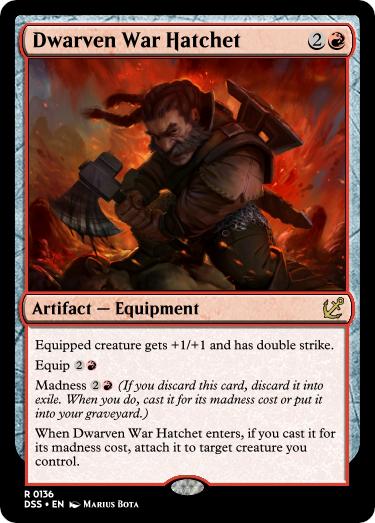 Dwarven War Hatchet 2
Artifact — Equipment
Equipped creature gets +1/+1 and has double strike.
Equip 2
Madness 2 (If you discard this card, discard it into
exile. When you do, cast it for its madness cost or put it
into your graveyard.)
When Dwarven War Hatchet enters, if you cast it for
its madness cost, attach it to target creature you
control.
R 0136
DSS • EN Marius Bota